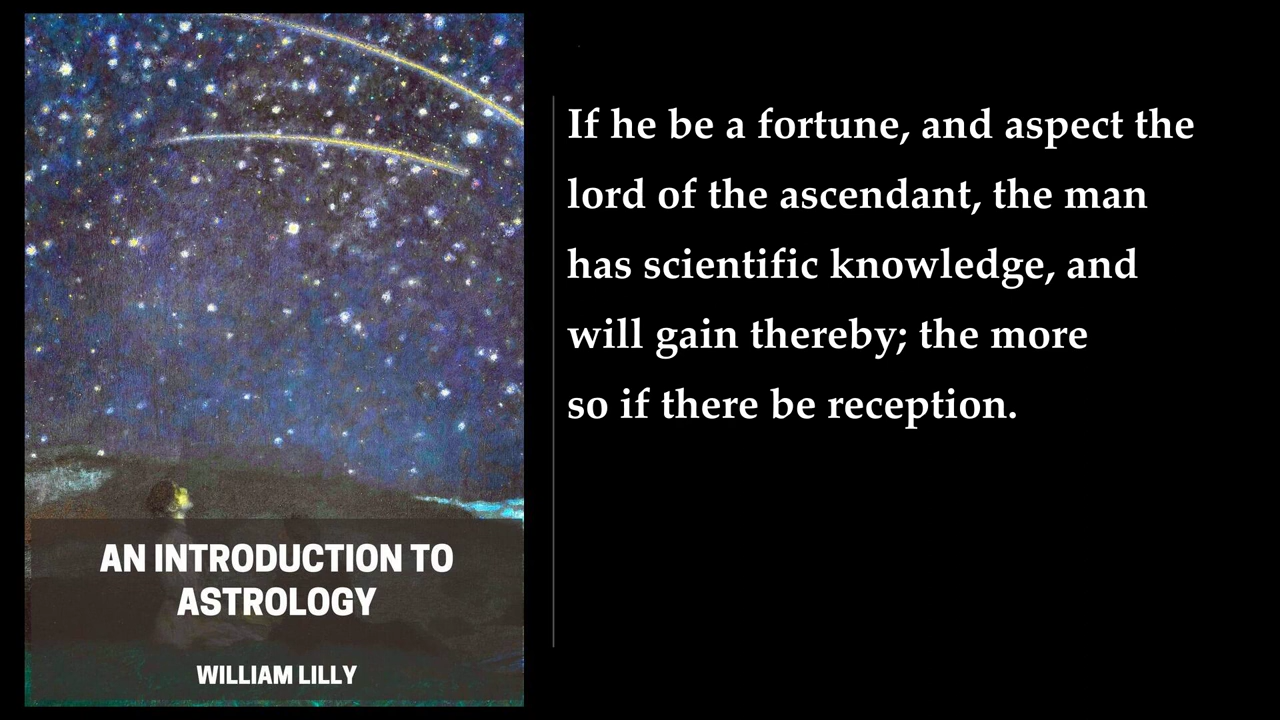 AN INTRODUCTION TO
ASTROLOGY
WILLIAM LILLY
If he be a fortune, and aspect the
lord of the ascendant, the man
has scientific knowledge, and
will gain thereby; the more
so if there be reception.